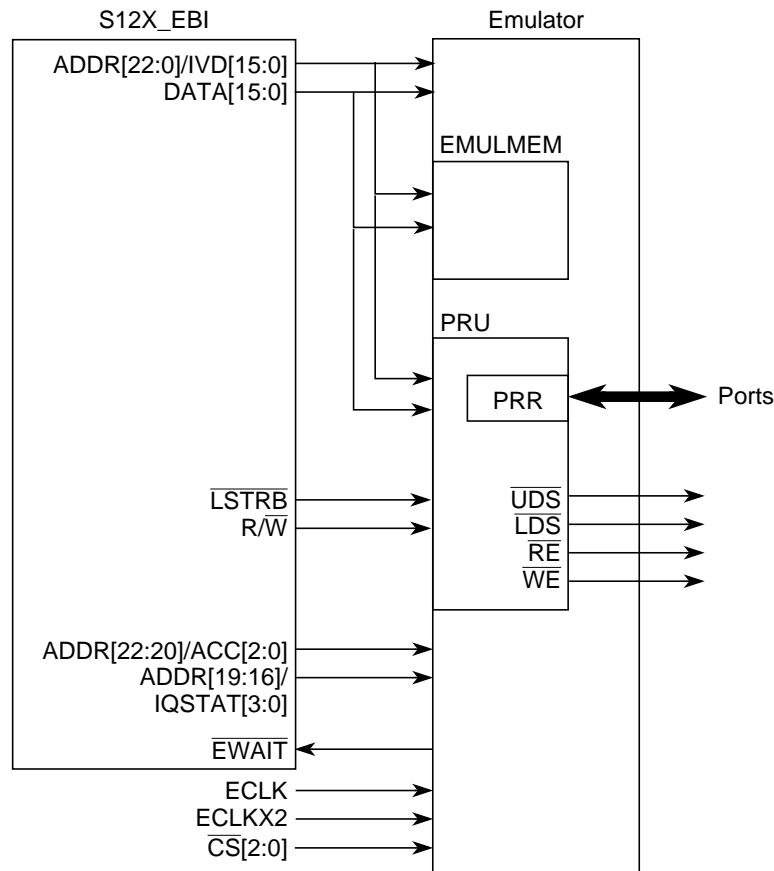 S12X_EBI
Emulator
ADDR[22:0]/IVD[15:0]
DATA[15:0]
EMULMEM
PRU
PRR
Ports
LSTRB
R/W
UDS
LDS
RE
WE
ADDR[22:20]/ACC[2:0]
ADDR[19:16]/
IQSTAT[3:0]
EWAIT
ECLK
ECLKX2
CS[2:0]